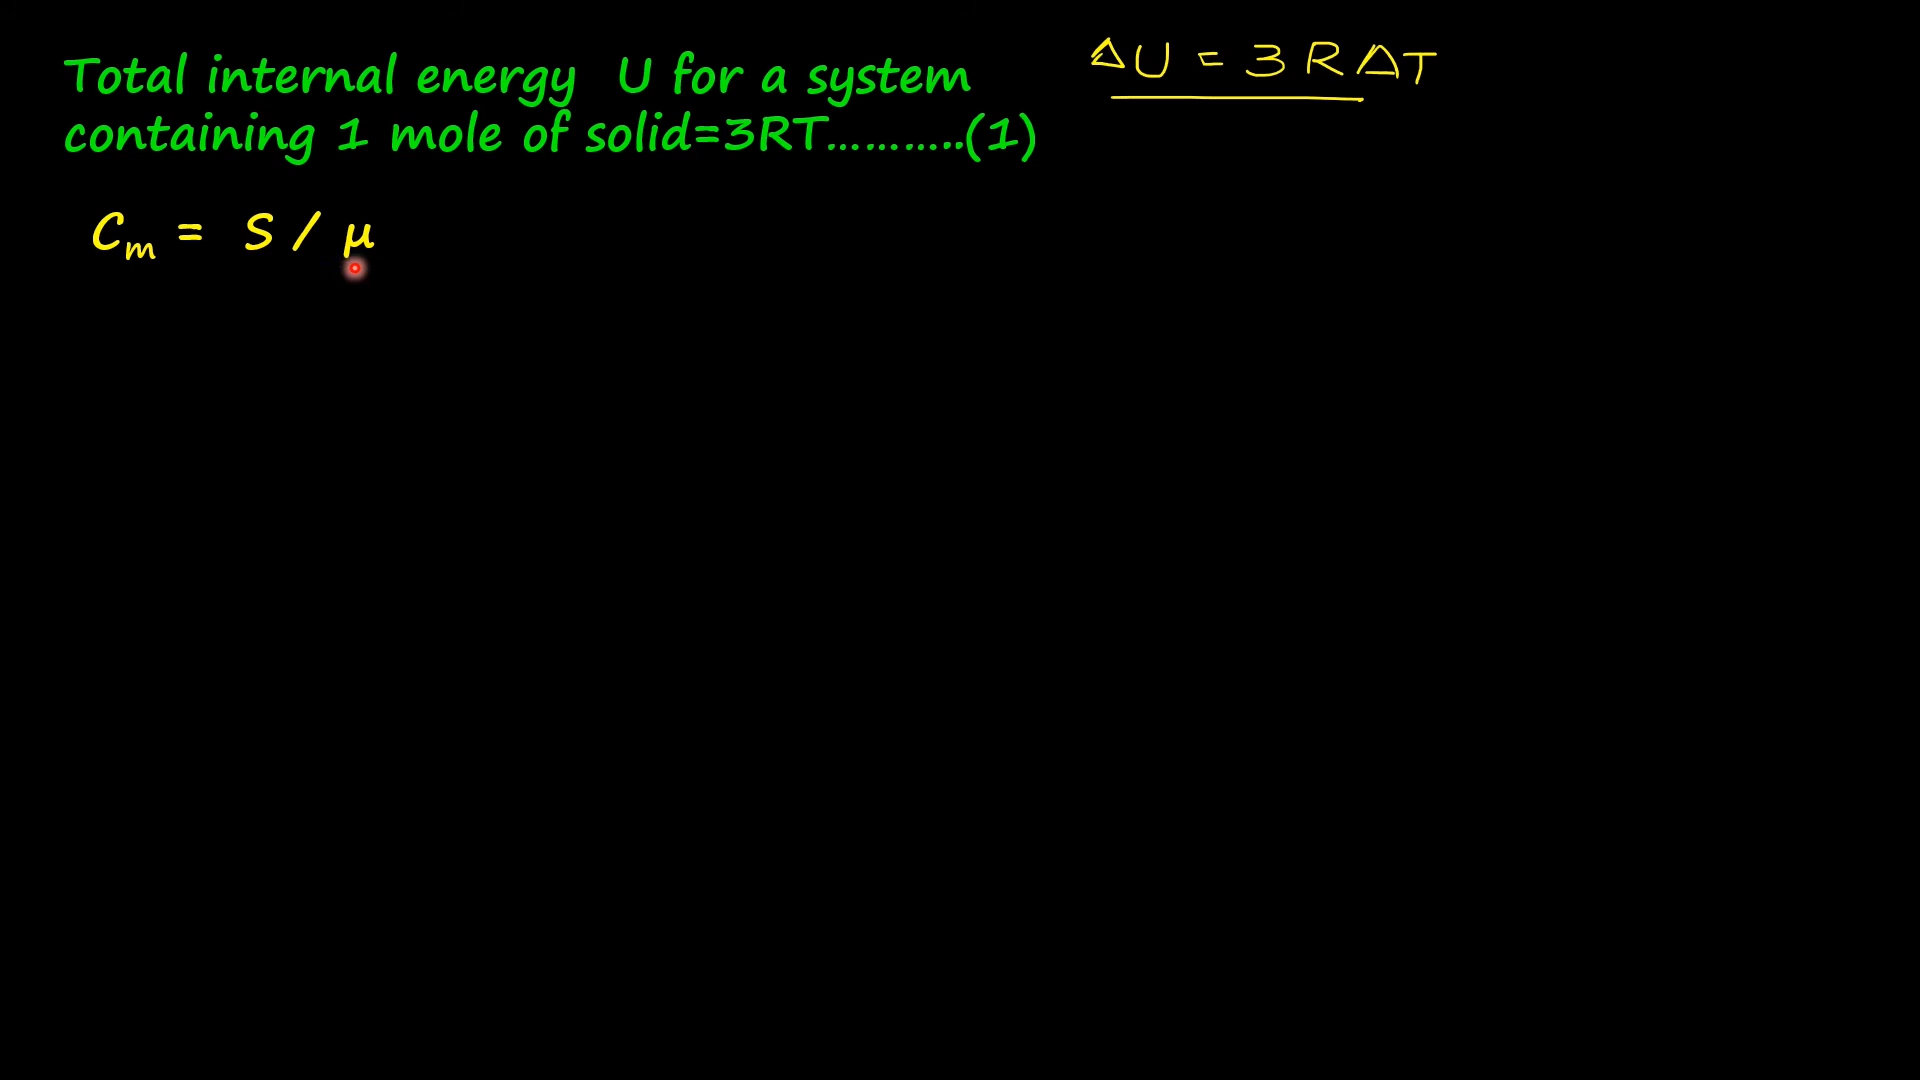 Total internal energy U for a system
containing 1 mole of solid=3RT...........(1)
ΔU = 3RΔT
Cm = S / μ